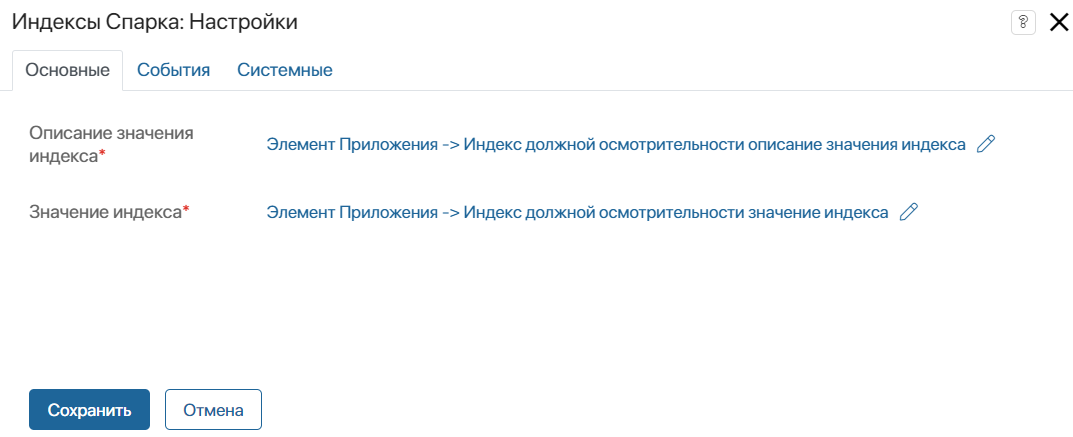 Индексы Спарка: Настройки
?
Основные События Системные
Описание значения
индекса*
Элемент Приложения -> Индекс должной осмотрительности описание значения индекса
Значение индекса*
Элемент Приложения -> Индекс должной осмотрительности значение индекса
Сохранить Отмена